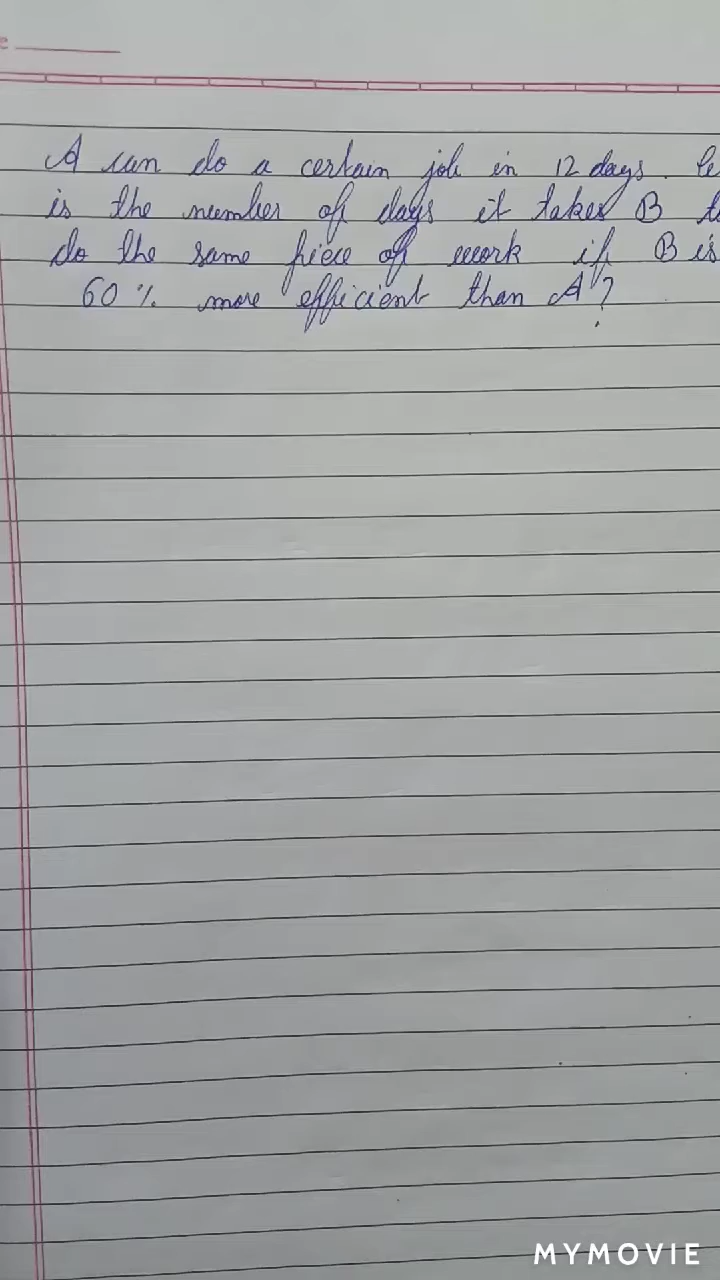 A can do a certain job in 12 days.
is the number of days it takes B
do the same piece of work if B is
60 % more efficient than A?
MYMOVIE